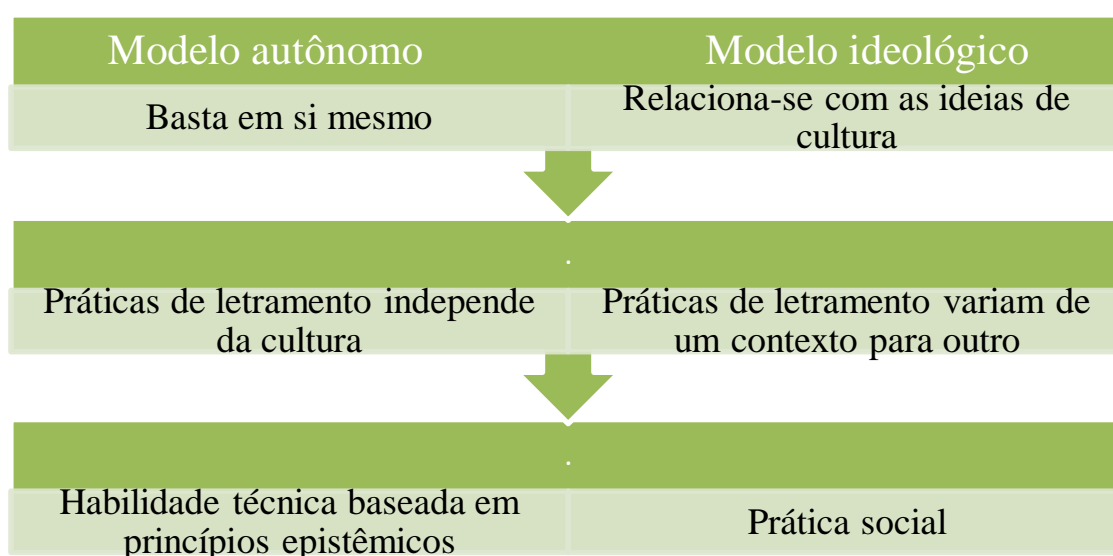 Modelo autônomo
Modelo ideológico
Basta em si mesmo
Relaciona-se com as ideias de
cultura
.
Práticas de letramento independe
da cultura
Práticas de letramento variam de
um contexto para outro
.
Habilidade técnica baseada em
princípios epistêmicos
Prática social